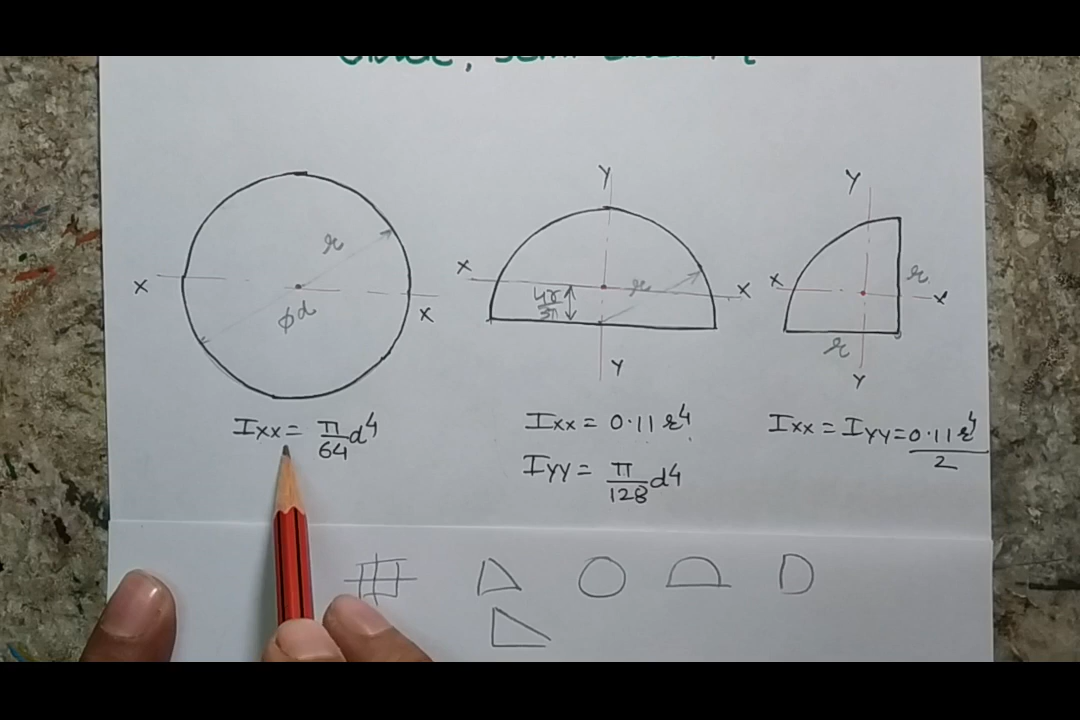 Y
Y
r
r
r
X
X
X
X
X
X
4r
3π
φd
r
Y
Y
Ixx = π/64 d⁴
Ixx = 0.11 r⁴
Ixx = Iyy = 0.11 r⁴/2
Iyy = π/128 d⁴